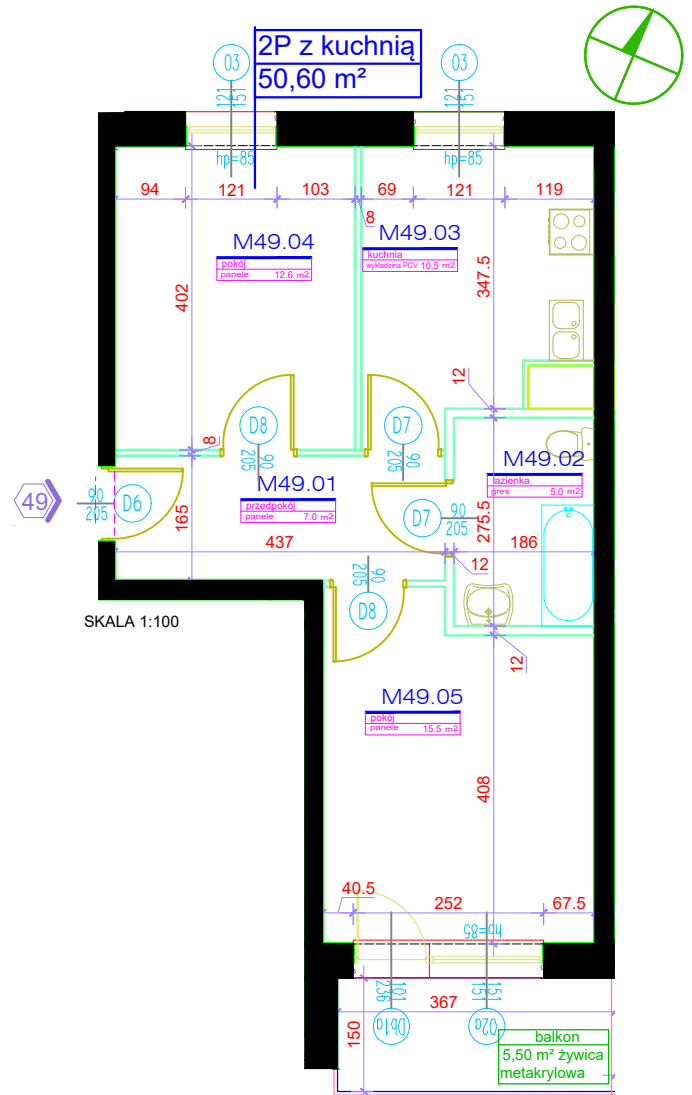 2P z kuchnią
50,60 m²
03
121
151
hp=85
03
121
151
hp=85
94
121
103
69
121
119
8
M49.04
pokój
panele 12.6 m2
M49.03
kuchnia
wykładzina PCV 10.5 m2
402
347.5
12
D8
90
205
D7
90
205
8
M49.01
przedpokój
panele 7.0 m2
M49.02
łazienka
gres 5.0 m2
49
90
205
D6
165
D7
90
205
275.5
437
186
12
D8
90
205
SKALA 1:100
12
M49.05
pokój
panele 15.5 m2
408
40.5
252
67.5
hp=85
101
236
Db1a
151
151
02a
367
150
balkon
5,50 m² żywica
metakrylowa